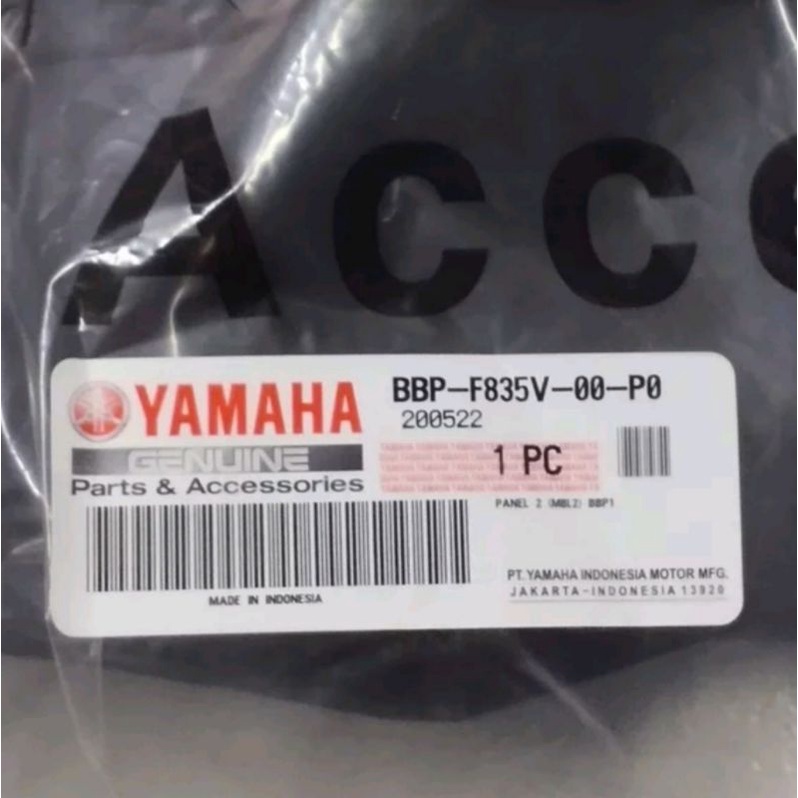 Acce
YAMAHA
GENUINE
Parts & Accessories
BBP-F835V-00-P0
200522
1 PC
PANEL 2 (MBL2) BBP1
MADE IN INDONESIA
PT. YAMAHA INDONESIA MOTOR MFG.
JAKARTA-INDONESIA 13920